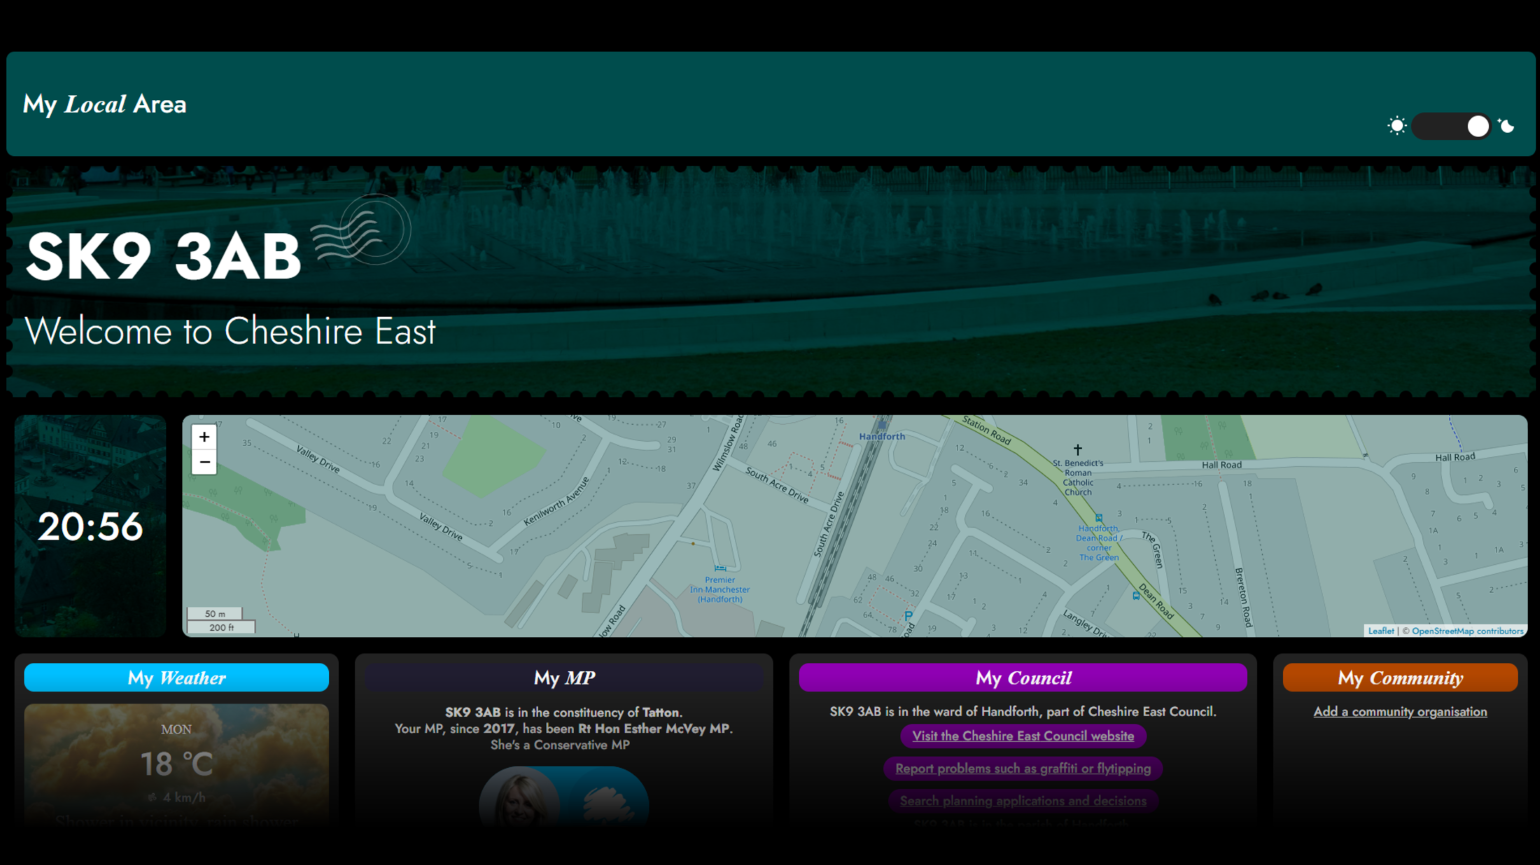 My Local Area
SK9 3AB
Welcome to Cheshire East
20:56
+
−
Valley Drive
Valley Drive
Kenilworth Avenue
Wilmslow Road
South Acre Drive
South Acre Drive
Handforth
Station Road
St. Benedict's
Roman
Catholic
Church
Hall Road
Hall Road
Handforth,
Dean Road /
corner
The Green
The Green
Dean Road
Brereton Road
Premier
Inn Manchester
(Handforth)
P
50 m
200 ft
Leaflet | © OpenStreetMap contributors
My Weather
MON
18 °C
4 km/h
My MP
SK9 3AB is in the constituency of Tatton.
Your MP, since 2017, has been Rt Hon Esther McVey MP.
She's a Conservative MP
My Council
SK9 3AB is in the ward of Handforth, part of Cheshire East Council.
Visit the Cheshire East Council website
Report problems such as graffiti or flytipping
Search planning applications and decisions
My Community
Add a community organisation